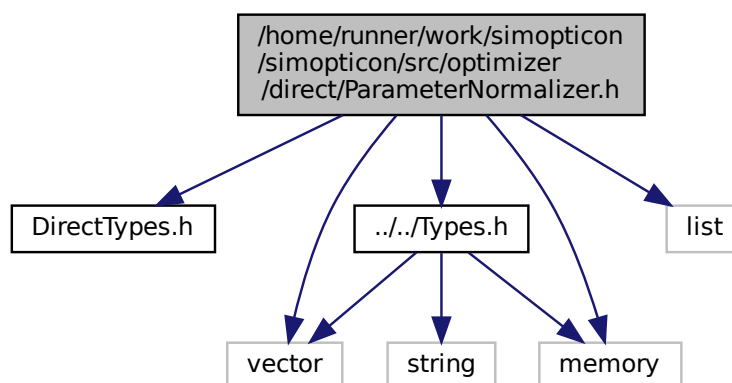 /home/runner/work/simopticon
/simopticon/src/optimizer
/direct/ParameterNormalizer.h
DirectTypes.h
../../Types.h
list
vector
string
memory